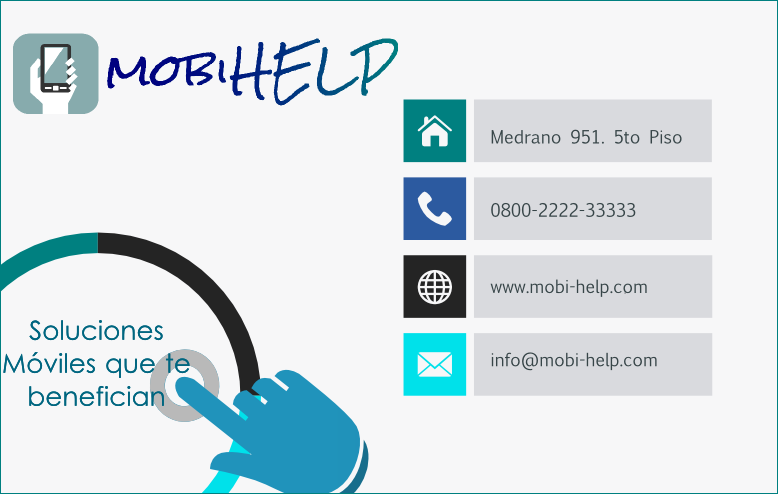 MOBIHELP
Medrano 951. 5to Piso
0800-2222-33333
www.mobi-help.com
info@mobi-help.com
Soluciones
Móviles que te
benefician